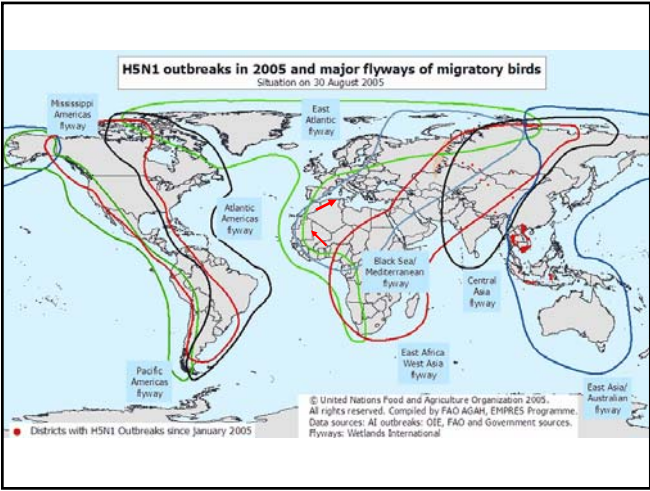 H5N1 outbreaks in 2005 and major flyways of migratory birds
Situation on 30 August 2005
Mississippi
Americas
flyway
East
Atlantic
flyway
Atlantic
Americas
flyway
Black Sea/
Mediterranean
flyway
Central
Asia
flyway
East Africa
West Asia
flyway
Pacific
Americas
flyway
East Asia/
Australian
flyway
© United Nations Food and Agriculture Organization 2005.
All rights reserved. Compiled by FAO AGAH, EMPRES Programme.
Data sources: AI outbreaks: OIE, FAO and Government sources.
Flyways: Wetlands International
Districts with H5N1 Outbreaks since January 2005